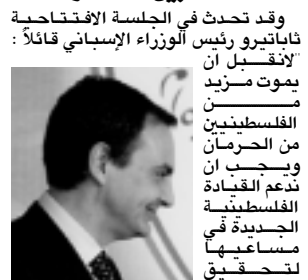 وقد تحدث في الجلسة الافتتاحية
ثاباتيرو رئيس الوزراء الإسباني قائلاً :
"لانقبل ان
يموت مزيد
من
الفلسطينيين
من الحرمان
ويجب ان
ندعم القيادة
الفلسطينية
الجديدة في
مساعيها
لتحقيق